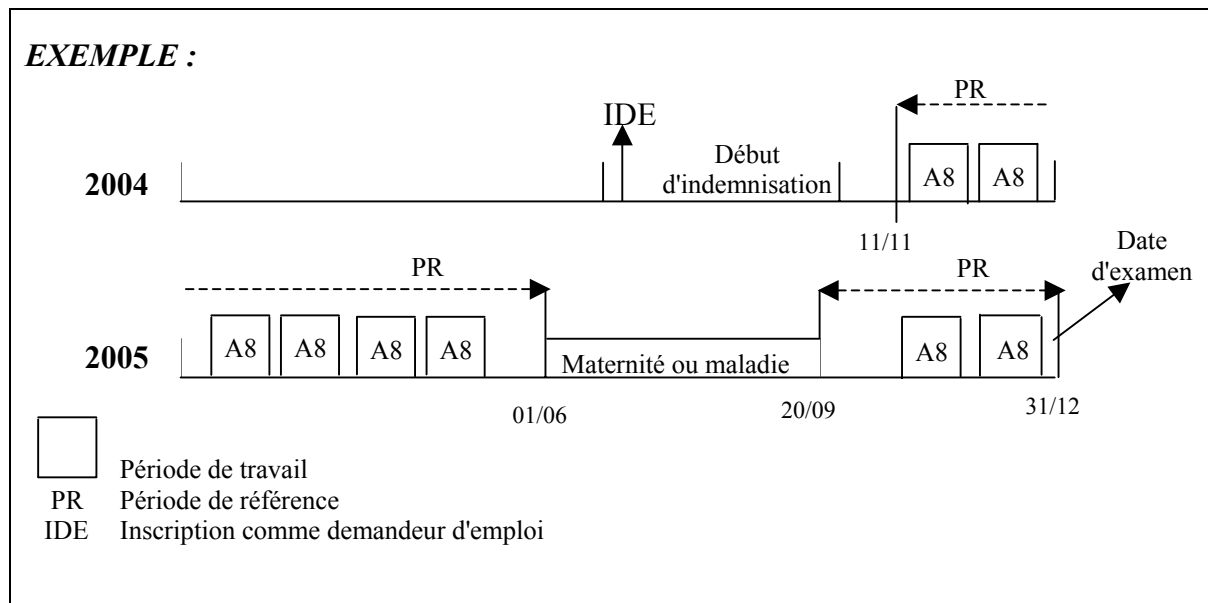 EXEMPLE :
PR
IDE
Début
d'indemnisation
2004
A8 A8
11/11
Date
d'examen
PR
PR
2005
A8 A8 A8 A8
Maternité ou maladie
A8 A8
01/06
20/09
31/12
Période de travail
PR Période de référence
IDE Inscription comme demandeur d'emploi